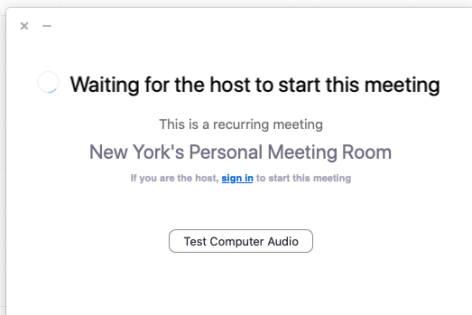 Waiting for the host to start this meeting
This is a recurring meeting
New York's Personal Meeting Room
If you are the host, sign in to start this meeting
Test Computer Audio